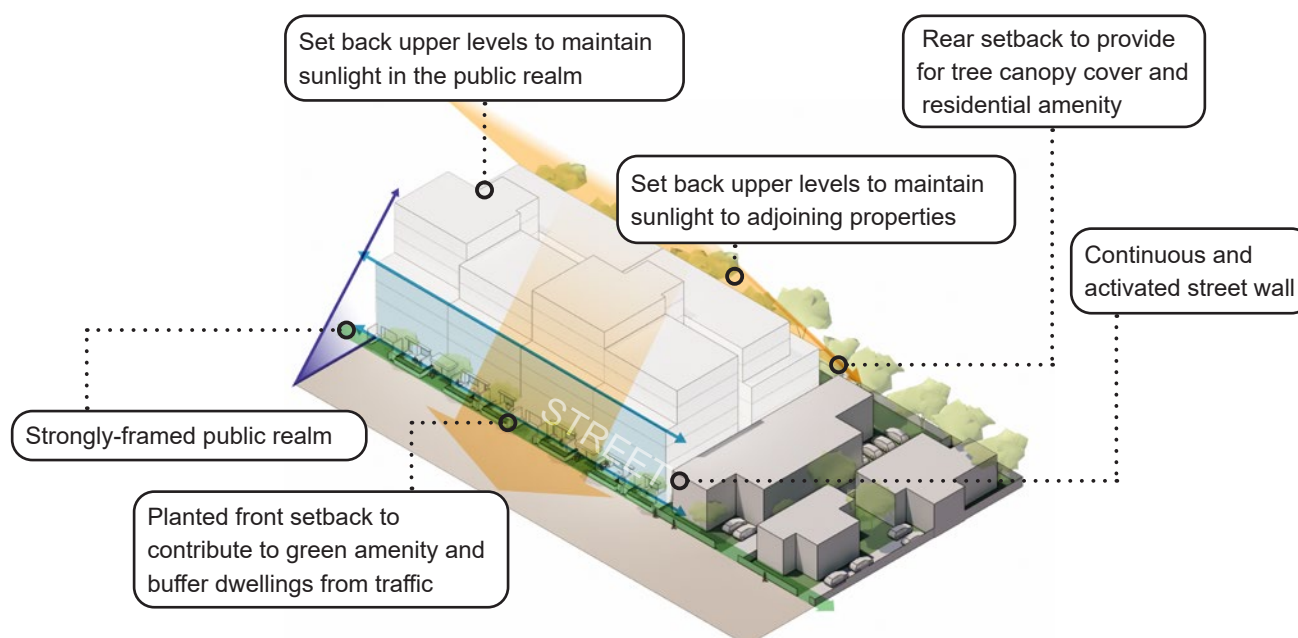 Set back upper levels to maintain
sunlight in the public realm
Rear setback to provide
for tree canopy cover and
residential amenity
Set back upper levels to maintain
sunlight to adjoining properties
Continuous and
activated street wall
STREET
Strongly-framed public realm
Planted front setback to
contribute to green amenity and
buffer dwellings from traffic